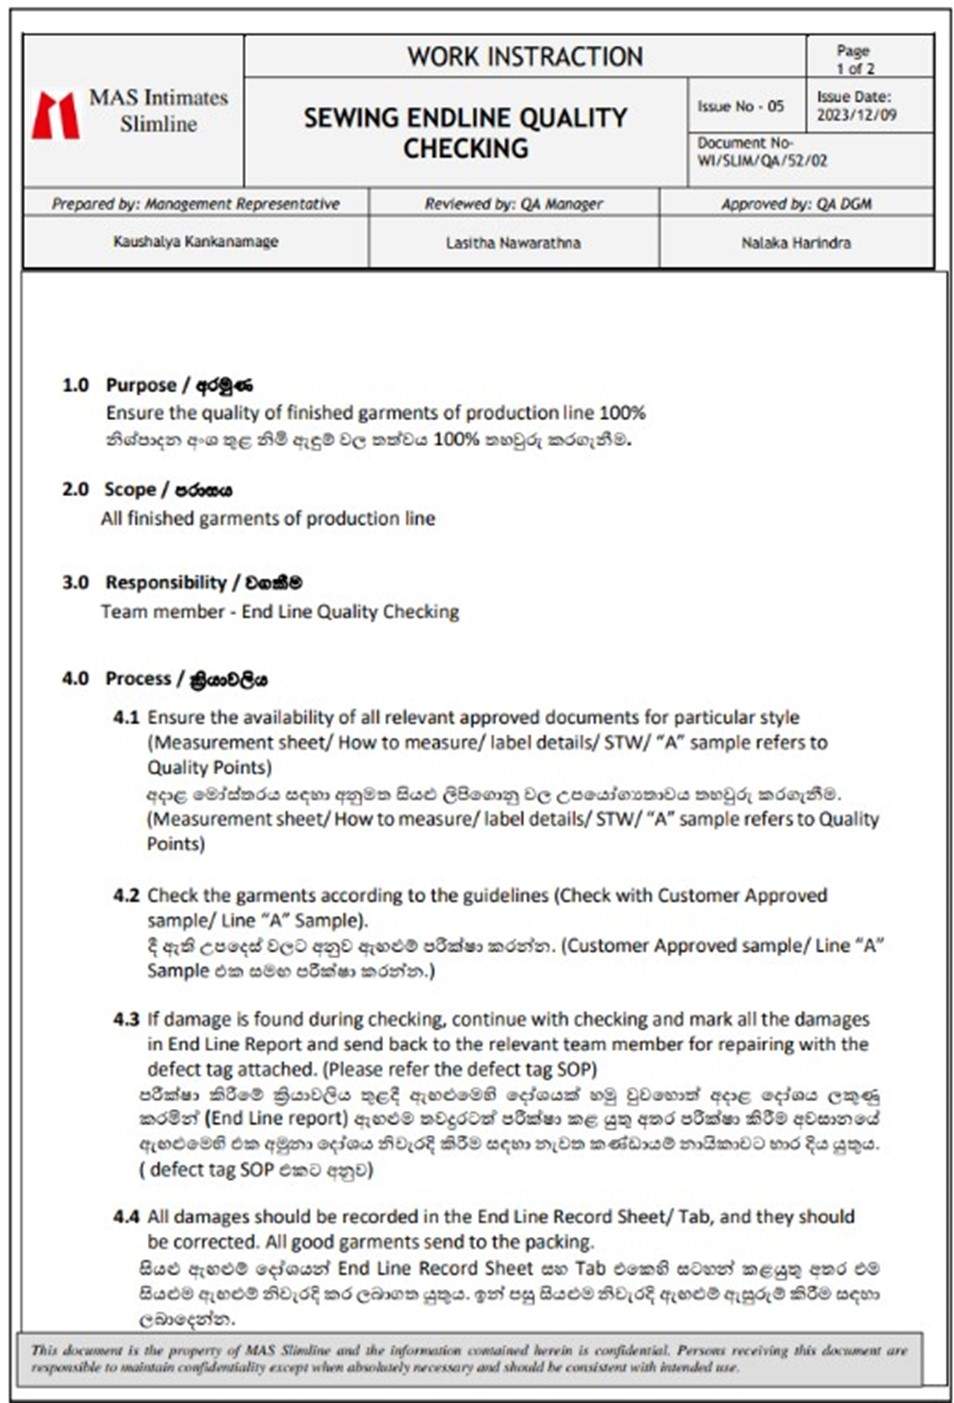 MAS Intimates
Slimline
WORK INSTRACTION
Page
1 of 2
SEWING ENDLINE QUALITY
CHECKING
Issue No - 05
Issue Date:
2023/12/09
Document No-
WI/SLIM/QA/52/02
Prepared by: Management Representative
Reviewed by: QA Manager
Approved by: QA DGM
Kaushalya Kankanamage
Lasitha Nawarathna
Nalaka Harindra
1.0 Purpose / අරමුණ
Ensure the quality of finished garments of production line 100%
නිශ්පාදන අංශ තුළ නිමි ඇඳුම් වල තත්වය 100% තහවුරු කරගැනීම.
2.0 Scope / පරාසය
All finished garments of production line
3.0 Responsibility / වගකීම
Team member - End Line Quality Checking
4.0 Process / ක්‍රියාවලිය
4.1 Ensure the availability of all relevant approved documents for particular style
(Measurement sheet/ How to measure/ label details/ STW/ “A” sample refers to
Quality Points)
අදාළ මෝස්තරය සඳහා අනුමත සියළු ලිපිගොනු වල උපයෝග්‍යතාවය තහවුරු කරගැනීම.
(Measurement sheet/ How to measure/ label details/ STW/ “A” sample refers to Quality
Points)
4.2 Check the garments according to the guidelines (Check with Customer Approved
sample/ Line “A” Sample).
දී ඇති උපදෙස් වලට අනුව ඇඟළුම් පරීක්ෂා කරන්න. (Customer Approved sample/ Line “A”
Sample එක සමඟ පරීක්ෂා කරන්න.)
4.3 If damage is found during checking, continue with checking and mark all the damages
in End Line Report and send back to the relevant team member for repairing with the
defect tag attached. (Please refer the defect tag SOP)
පරීක්ෂා කිරීමේ ක්‍රියාවලිය තුළදී ඇඟළුමෙහි දෝශයක් හමු වුවහොත් අදාළ දෝශය ලකුණු
කරමින් (End Line report) ඇඟළුම තවදුරටත් පරීක්ෂා කළ යුතු අතර පරීක්ෂා කිරීම අවසානයේ
ඇඟළුමෙහි එක අමුනා දෝශය නිවැරදි කිරීම සඳහා නැවත කණ්ඩායම් නායිකාවට භාර දිය යුතුය.
( defect tag SOP එකට අනුව)
4.4 All damages should be recorded in the End Line Record Sheet/ Tab, and they should
be corrected. All good garments send to the packing.
සියළු ඇඟළුම් දෝශයන් End Line Record Sheet සහ Tab එකෙහි සටහන් කළයුතු අතර එම
සියළුම ඇඟළුම් නිවැරදි කර ලබාගත යුතුය. ඉන් පසු සියළුම නිවැරදි ඇඟළුම් ඇසුරුම් කිරීම සඳහා
ලබාදෙන්න.
This document is the property of MAS Slimline and the information contained herein is confidential. Persons receiving this document are
responsible to maintain confidentiality except when absolutely necessary and should be consistent with intended use.